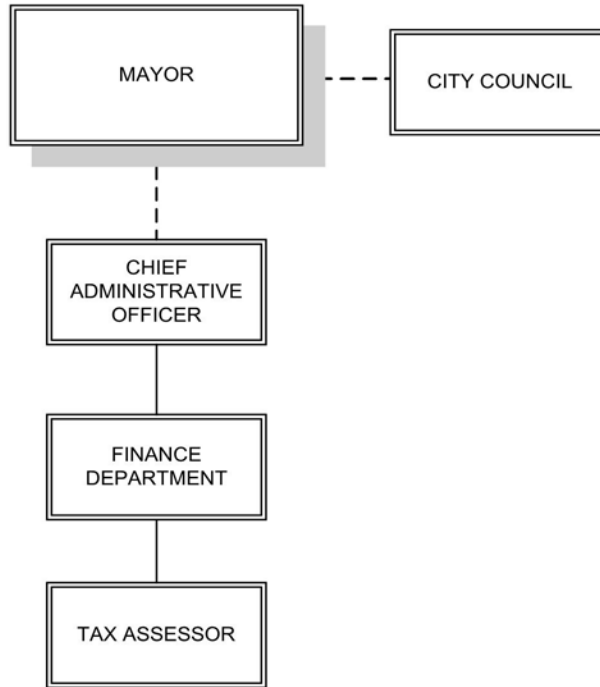 MAYOR
CITY COUNCIL
CHIEF
ADMINISTRATIVE
OFFICER
FINANCE
DEPARTMENT
TAX ASSESSOR